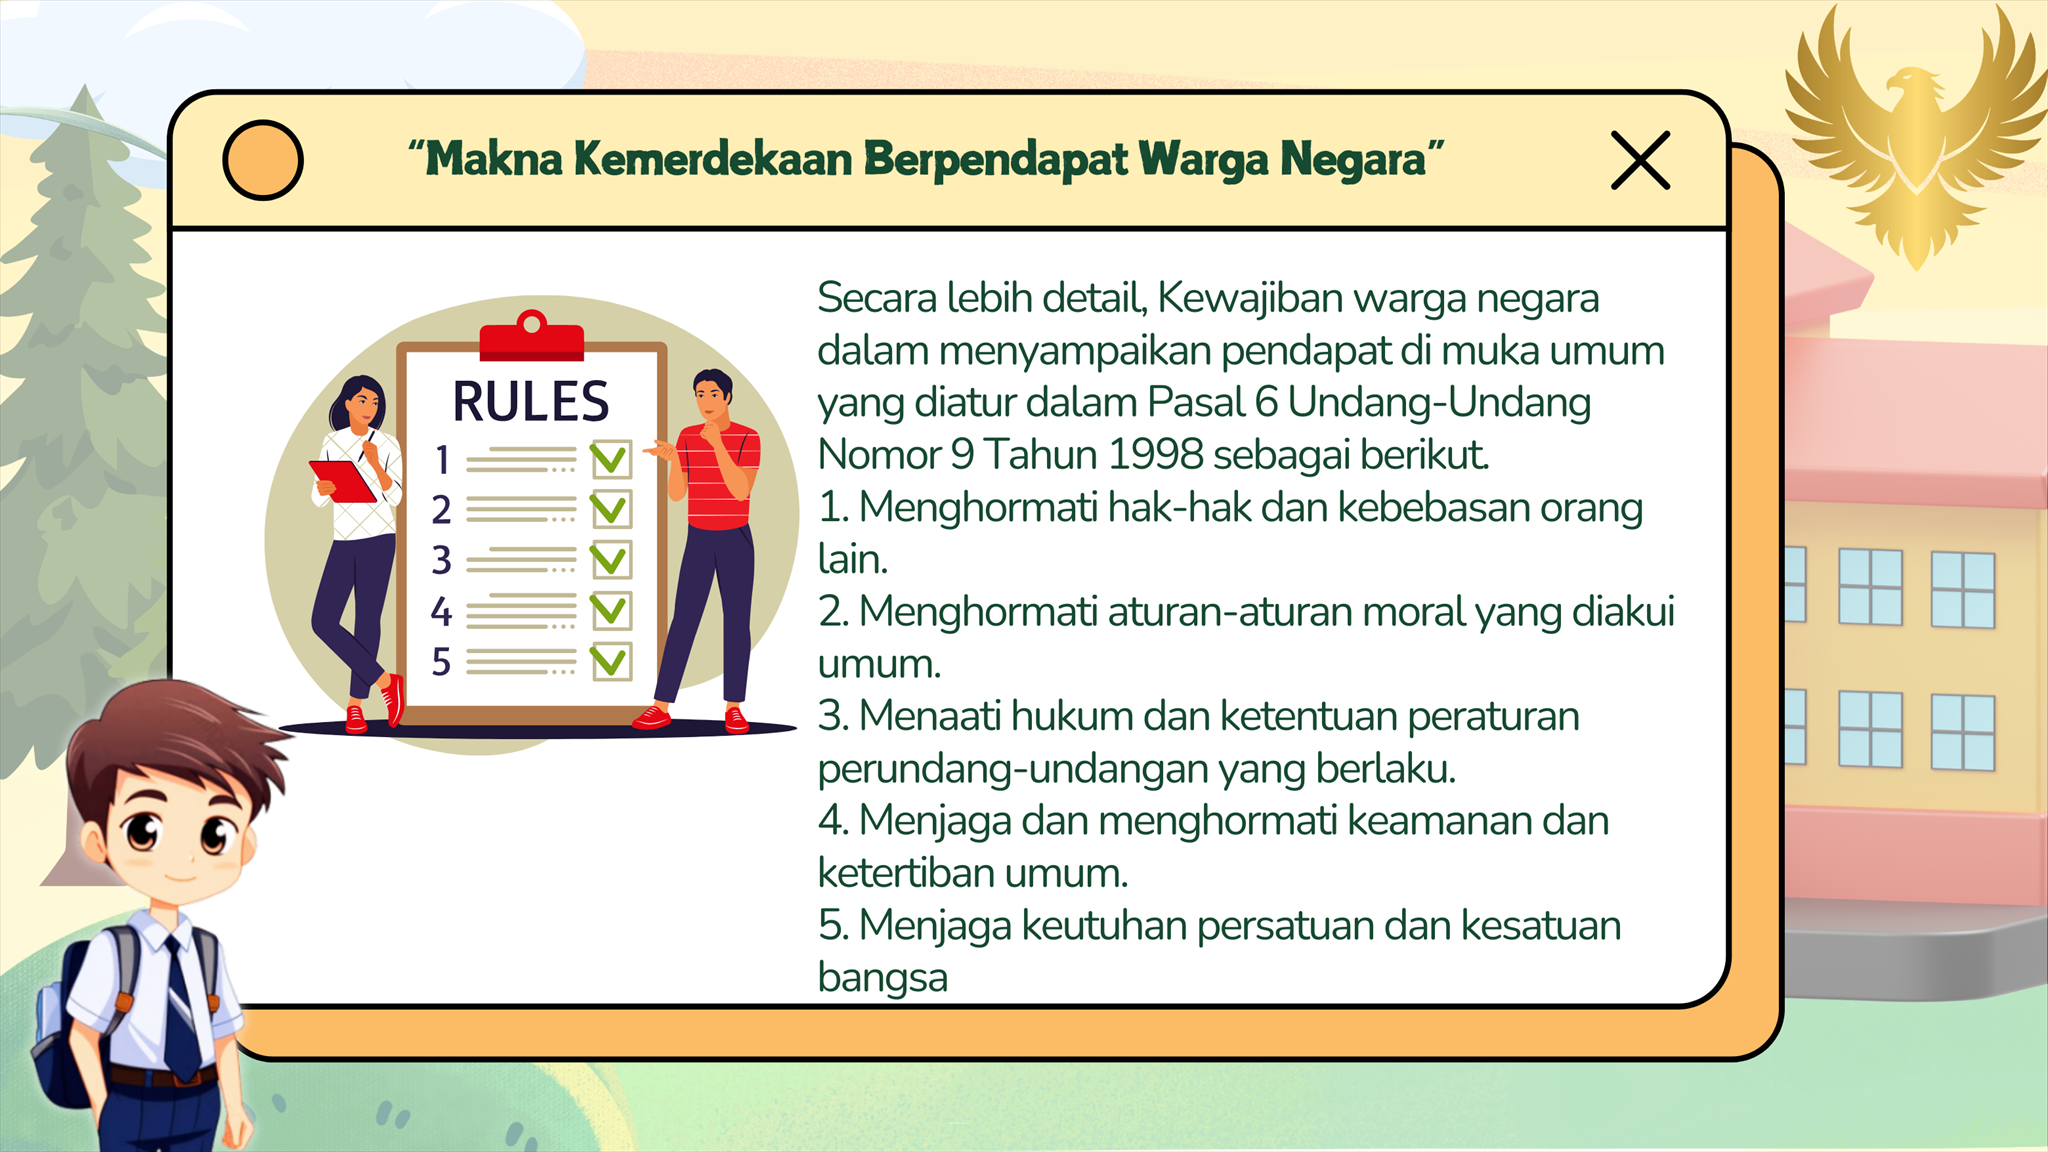 “Makna Kemerdekaan Berpendapat Warga Negara”
RULES
1
2
3
4
5
Secara lebih detail, Kewajiban warga negara
dalam menyampaikan pendapat di muka umum
yang diatur dalam Pasal 6 Undang-Undang
Nomor 9 Tahun 1998 sebagai berikut.
1. Menghormati hak-hak dan kebebasan orang
lain.
2. Menghormati aturan-aturan moral yang diakui
umum.
3. Menaati hukum dan ketentuan peraturan
perundang-undangan yang berlaku.
4. Menjaga dan menghormati keamanan dan
ketertiban umum.
5. Menjaga keutuhan persatuan dan kesatuan
bangsa